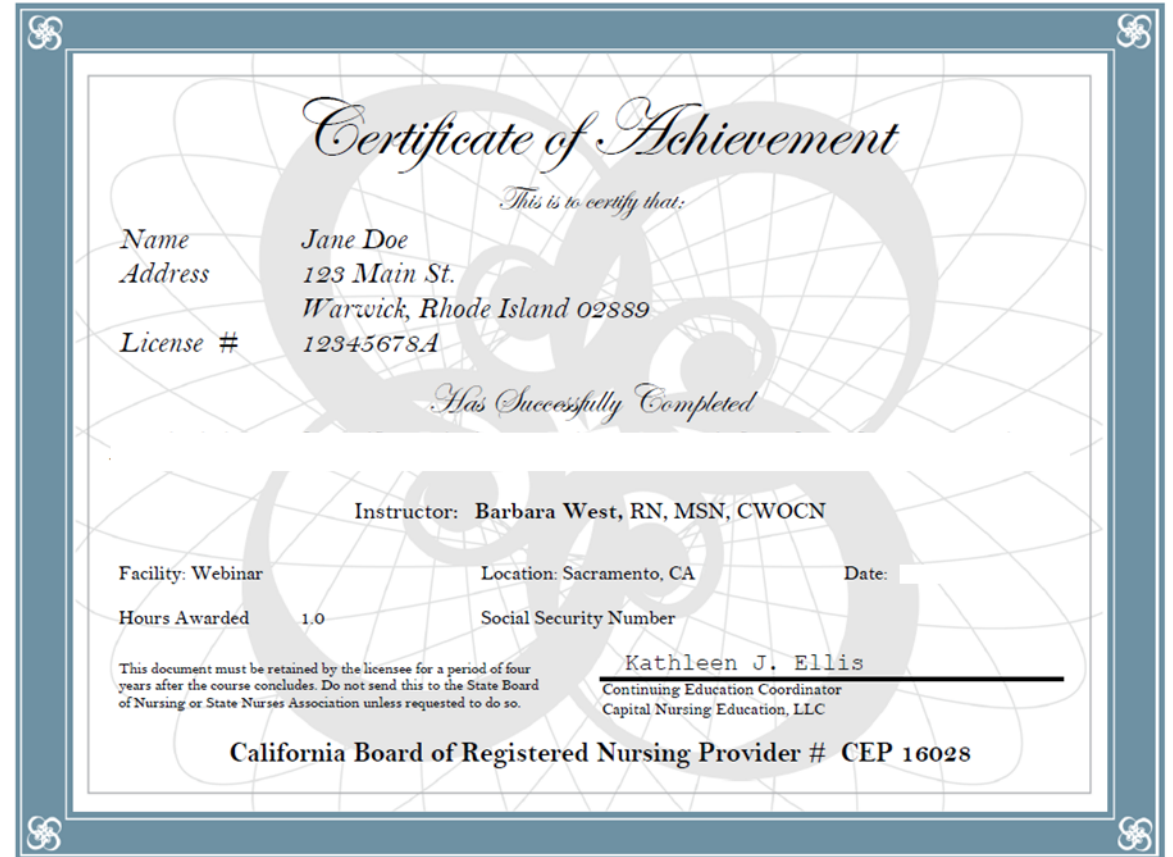 Certificate of Achievement
This is to certify that:
Name Jane Doe
Address 123 Main St.
Warwick, Rhode Island 02889
License # 12345678A
Has Successfully Completed
Instructor: Barbara West, RN, MSN, CWOCN
Facility: Webinar Location: Sacramento, CA Date:
Hours Awarded 1.0 Social Security Number
This document must be retained by the licensee for a period of four
years after the course concludes. Do not send this to the State Board
of Nursing or State Nurses Association unless requested to do so.
Kathleen J. Ellis
Continuing Education Coordinator
Capital Nursing Education, LLC
California Board of Registered Nursing Provider # CEP 16028